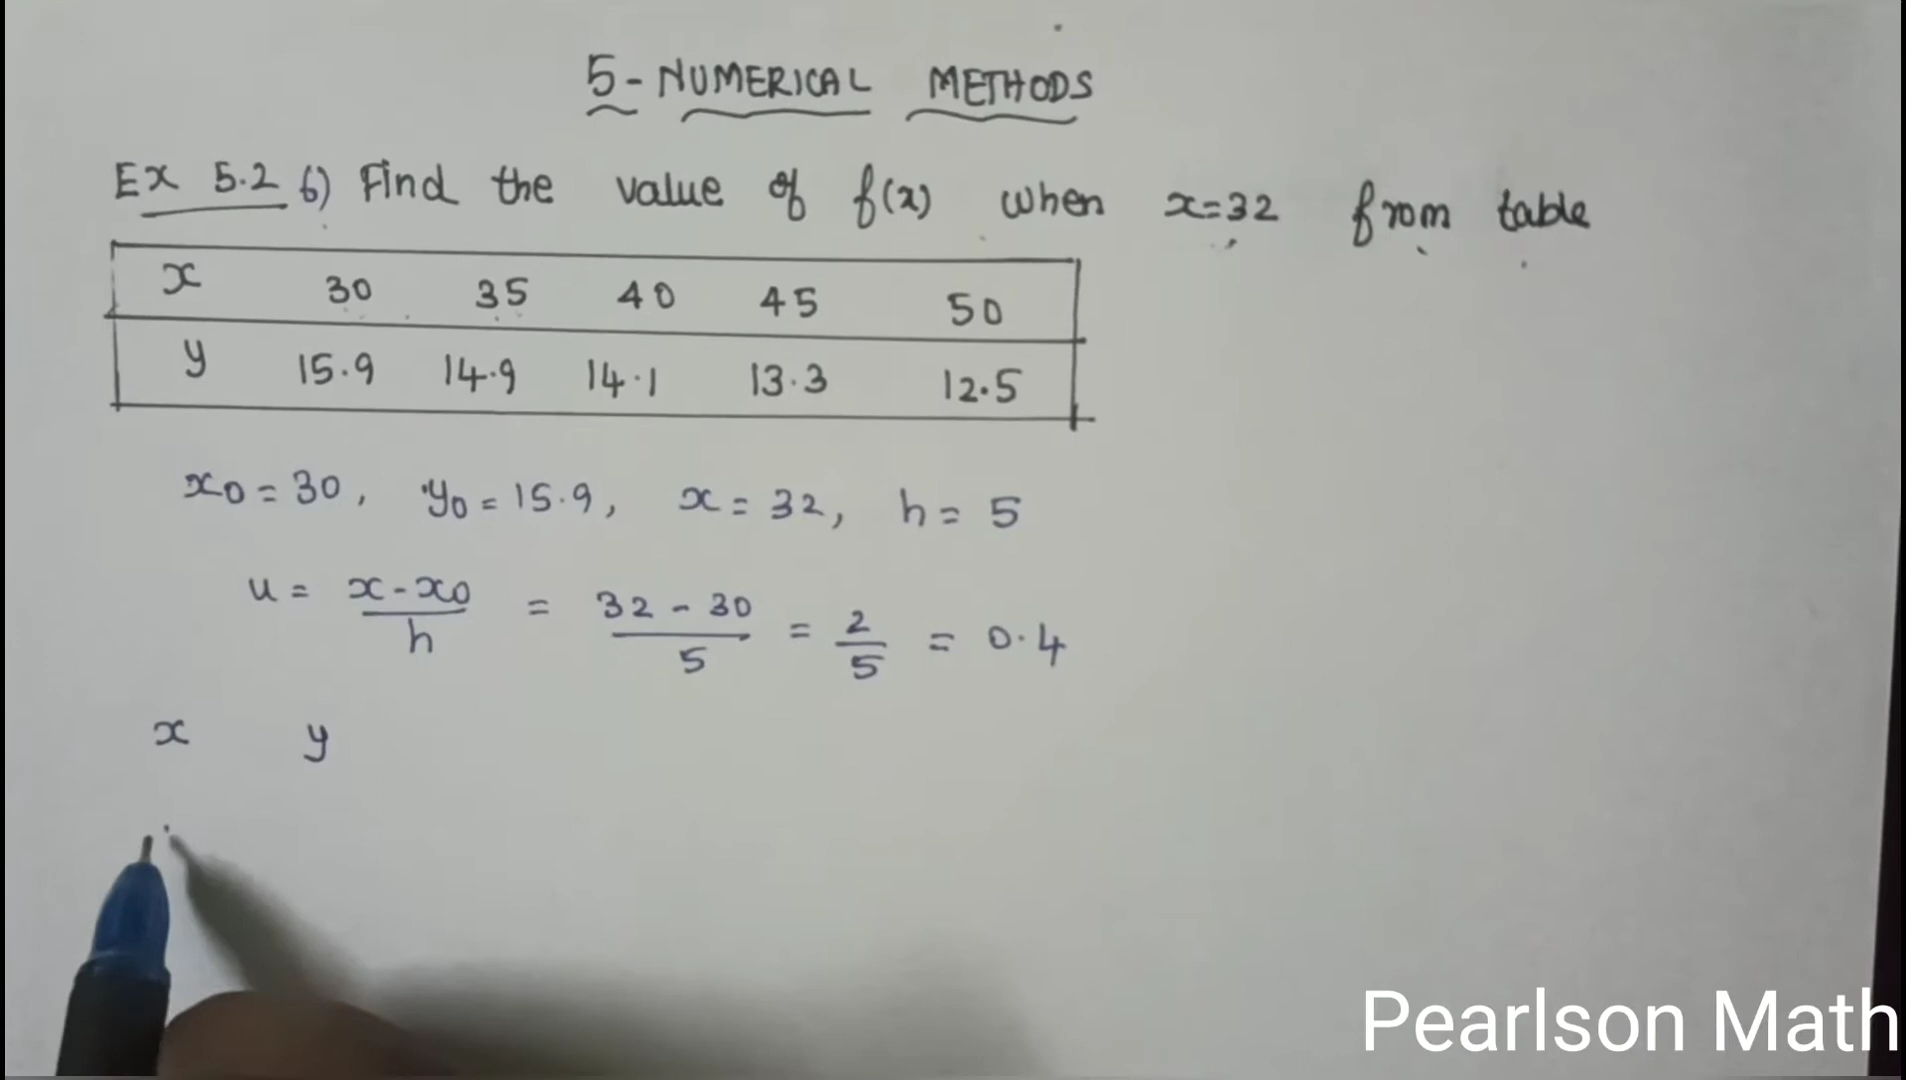 5 - NUMERICAL METHODS
Ex 5.2 6) Find the value of f(x) when x=32 from table
x 30 35 40 45 50
y 15.9 14.9 14.1 13.3 12.5
x0 = 30, y0 = 15.9, x = 32, h = 5
u = x - x0 / h = 32 - 30 / 5 = 2 / 5 = 0.4
x y
Pearlson Math